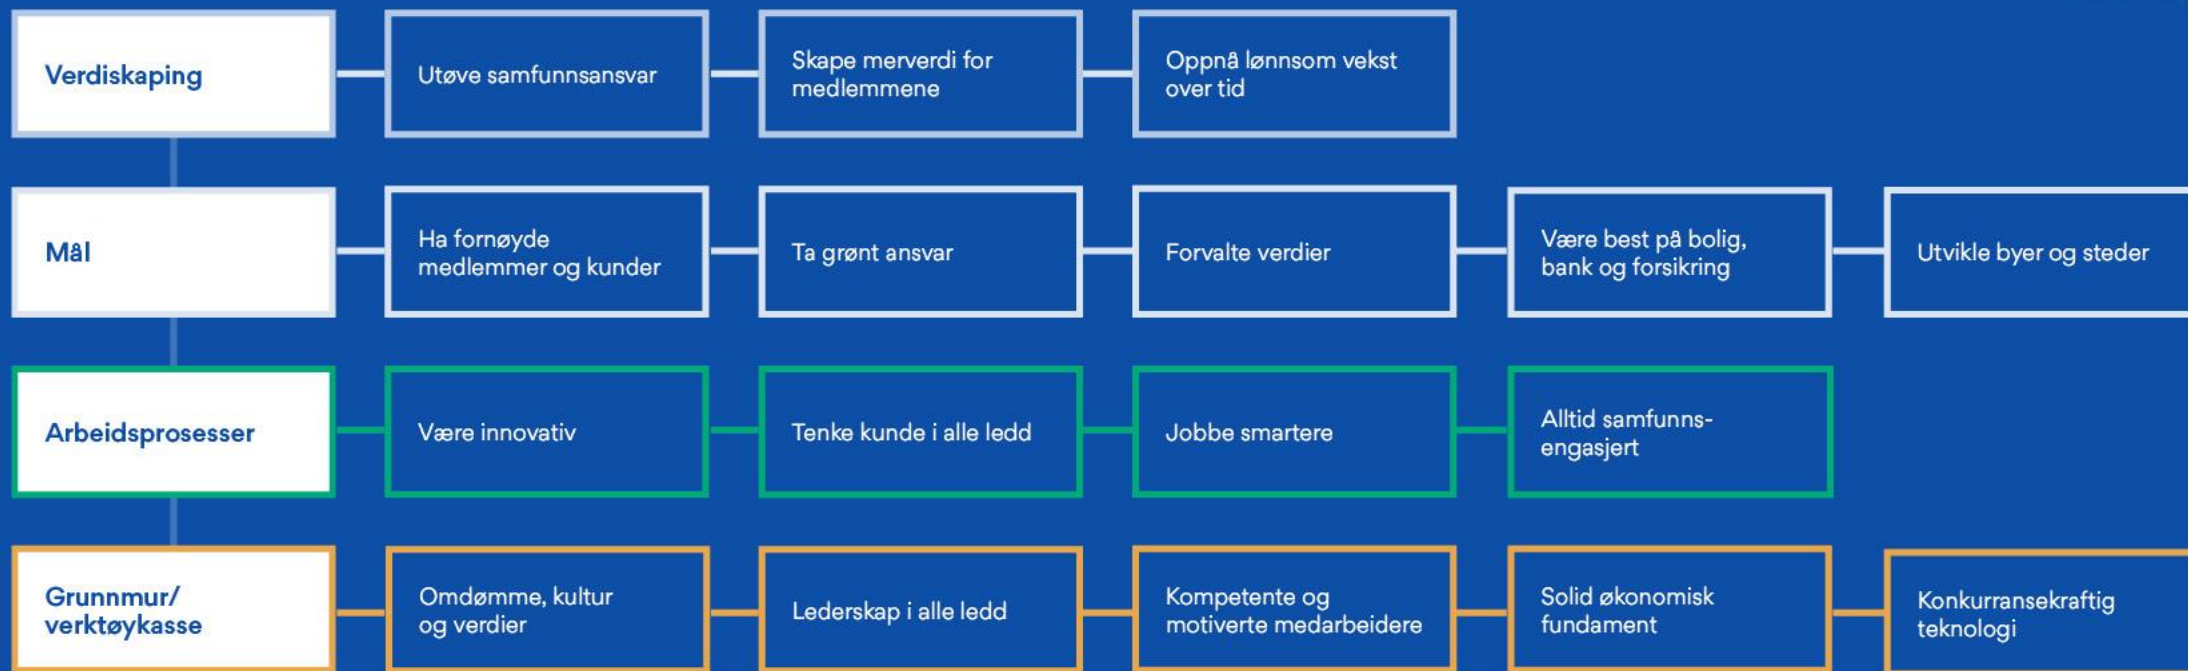 Verdiskaping
Utøve samfunnsansvar
Skape merverdi for
medlemmene
Oppnå lønnsom vekst
over tid
Mål
Ha fornøyde
medlemmer og kunder
Ta grønt ansvar
Forvalte verdier
Være best på bolig,
bank og forsikring
Utvikle byer og steder
Arbeidsprosesser
Være innovativ
Tenke kunde i alle ledd
Jobbe smartere
Alltid samfunns-
engasjert
Grunnmur/
verktøykasse
Omdømme, kultur
og verdier
Lederskap i alle ledd
Kompetente og
motiverte medarbeidere
Solid økonomisk
fundament
Konkurransekraftig
teknologi